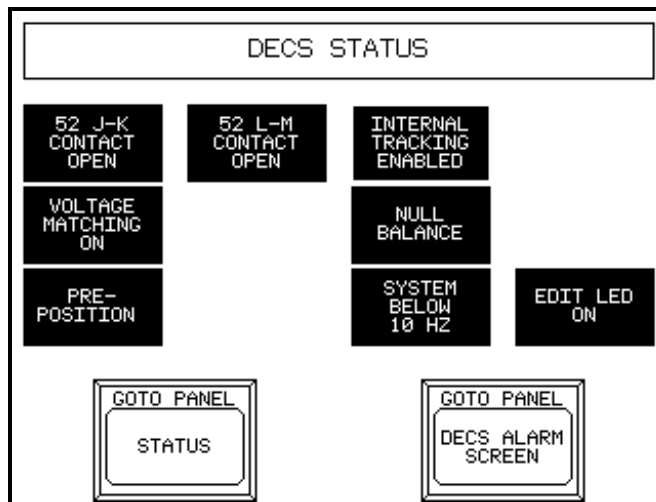 DECS STATUS
52 J-K
CONTACT
OPEN
52 L-M
CONTACT
OPEN
INTERNAL
TRACKING
ENABLED
VOLTAGE
MATCHING
ON
NULL
BALANCE
PRE-
POSITION
SYSTEM
BELOW
10 HZ
EDIT LED
ON
GOTO PANEL
STATUS
GOTO PANEL
DECS ALARM
SCREEN